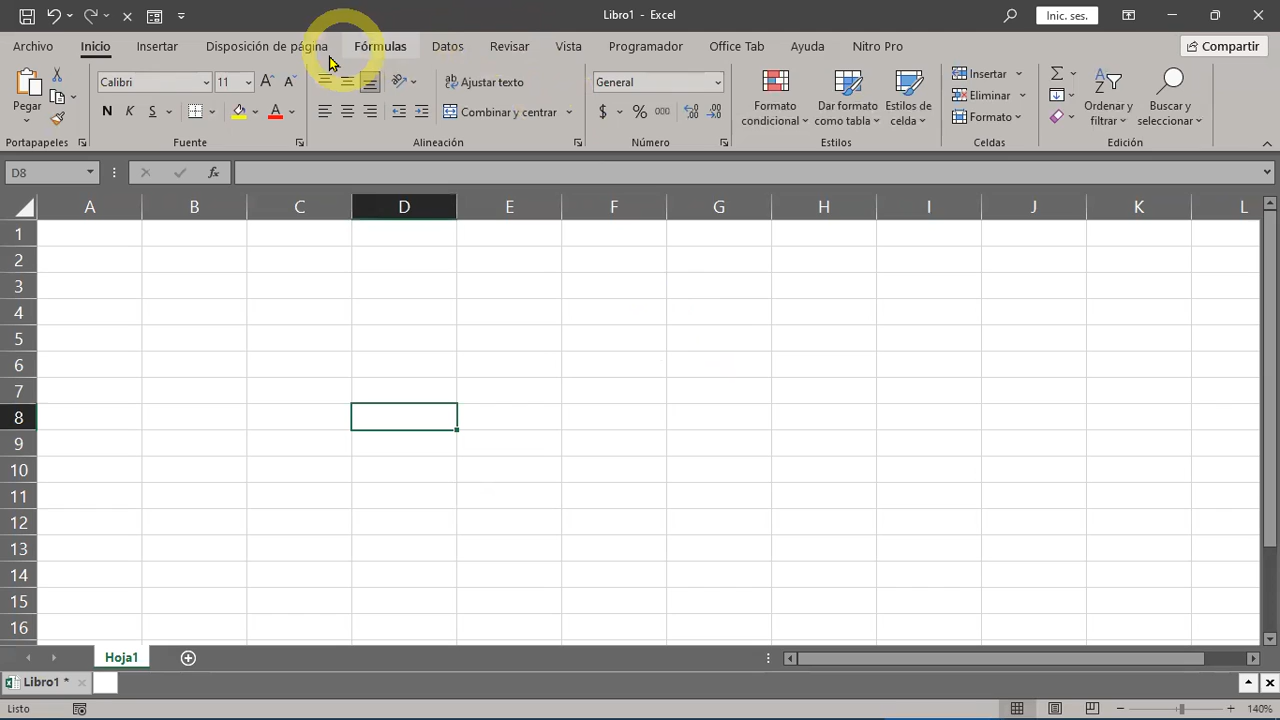 Libro1 - Excel
Inic. ses.
Archivo Inicio Insertar Disposición de página Fórmulas Datos Revisar Vista Programador Office Tab Ayuda Nitro Pro Compartir
Pegar
Calibri 11
N K S
Ajustar texto
Combinar y centrar
General
$ % 000
Formato condicional
Dar formato como tabla
Estilos de celda
Insertar
Eliminar
Formato
Ordenar y filtrar
Buscar y seleccionar
Portapapeles Fuente Alineación Número Estilos Celdas Edición
D8 fx
A B C D E F G H I J K L
1
2
3
4
5
6
7
8
9
10
11
12
13
14
15
16
Hoja1
Libro1 *
Listo 140%